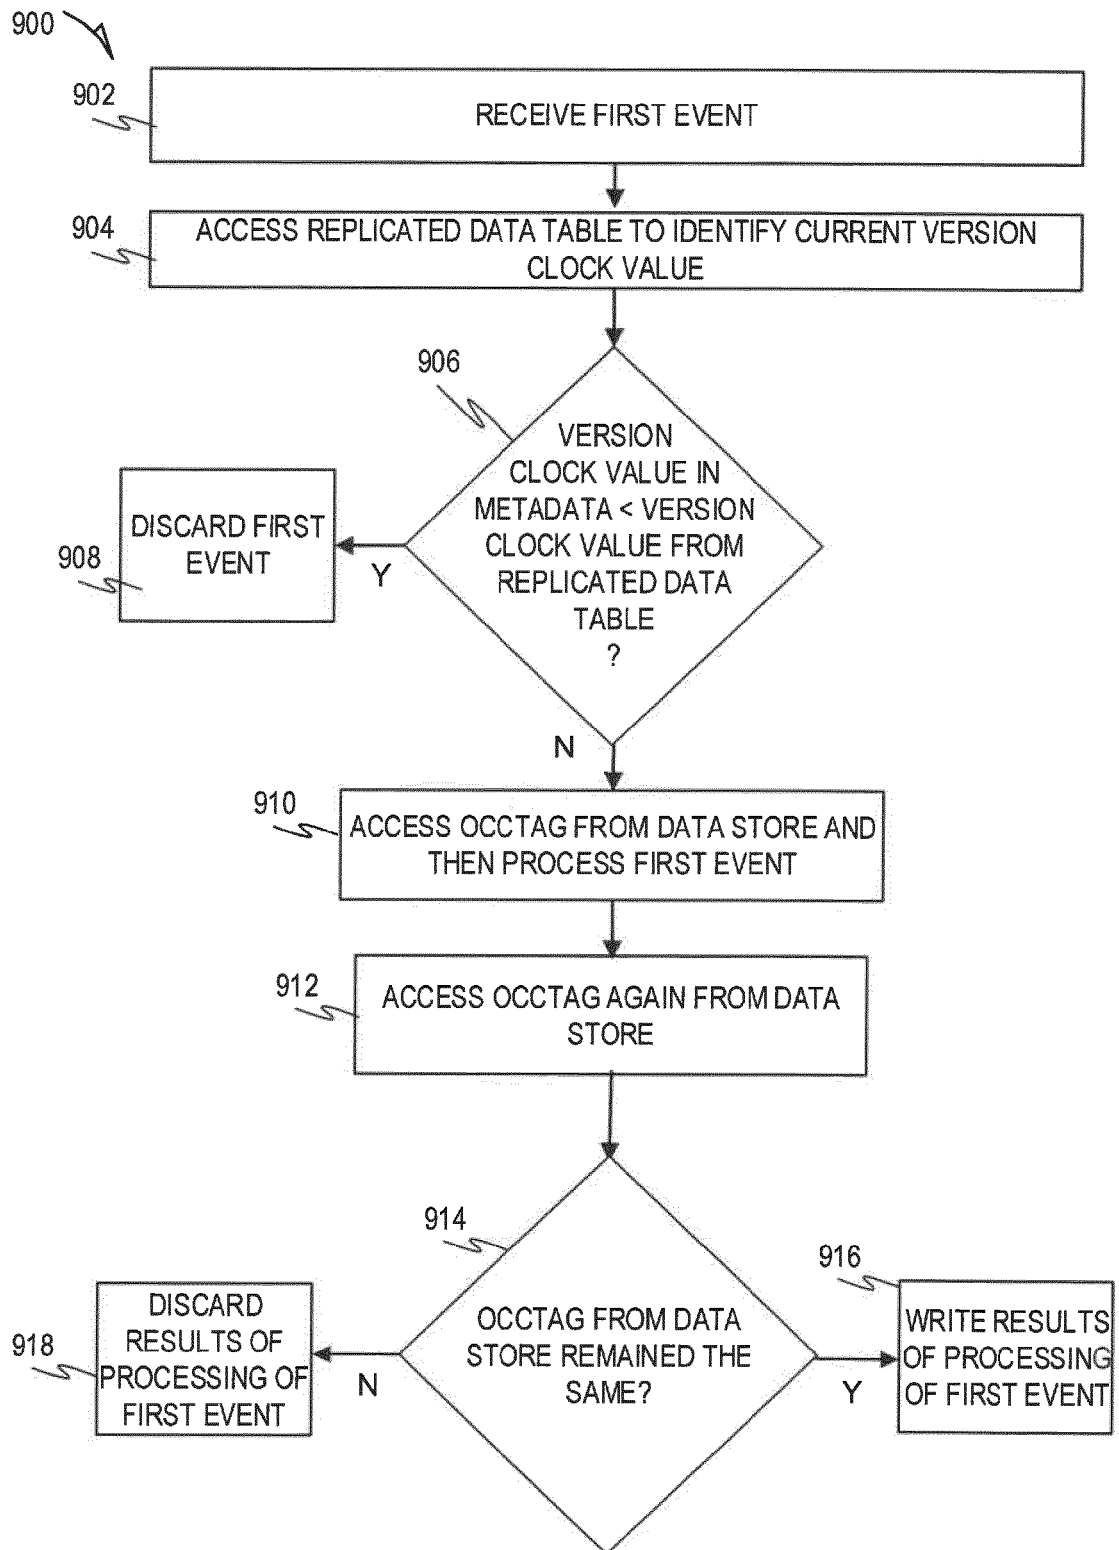 900
902
RECEIVE FIRST EVENT
904
ACCESS REPLICATED DATA TABLE TO IDENTIFY CURRENT VERSION
CLOCK VALUE
906
VERSION
CLOCK VALUE IN
METADATA < VERSION
CLOCK VALUE FROM
REPLICATED DATA
TABLE
?
908
DISCARD FIRST
EVENT
Y
N
910
ACCESS OCCTAG FROM DATA STORE AND
THEN PROCESS FIRST EVENT
912
ACCESS OCCTAG AGAIN FROM DATA
STORE
914
OCCTAG FROM DATA
STORE REMAINED THE
SAME?
916
WRITE RESULTS
OF PROCESSING
OF FIRST EVENT
Y
918
DISCARD
RESULTS OF
PROCESSING OF
FIRST EVENT
N